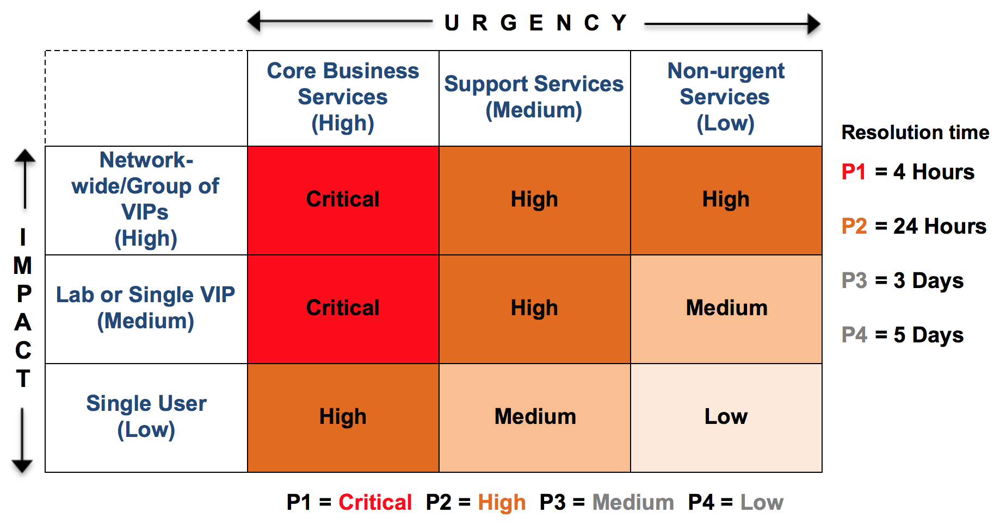 U R G E N C Y
Core Business
Services
(High)
Support Services
(Medium)
Non-urgent
Services
(Low)
Network-
wide/Group of
VIPs
(High)
Critical
High
High
Lab or Single VIP
(Medium)
Critical
High
Medium
Single User
(Low)
High
Medium
Low
I
M
P
A
C
T
Resolution time
P1 = 4 Hours
P2 = 24 Hours
P3 = 3 Days
P4 = 5 Days
P1 = Critical P2 = High P3 = Medium P4 = Low